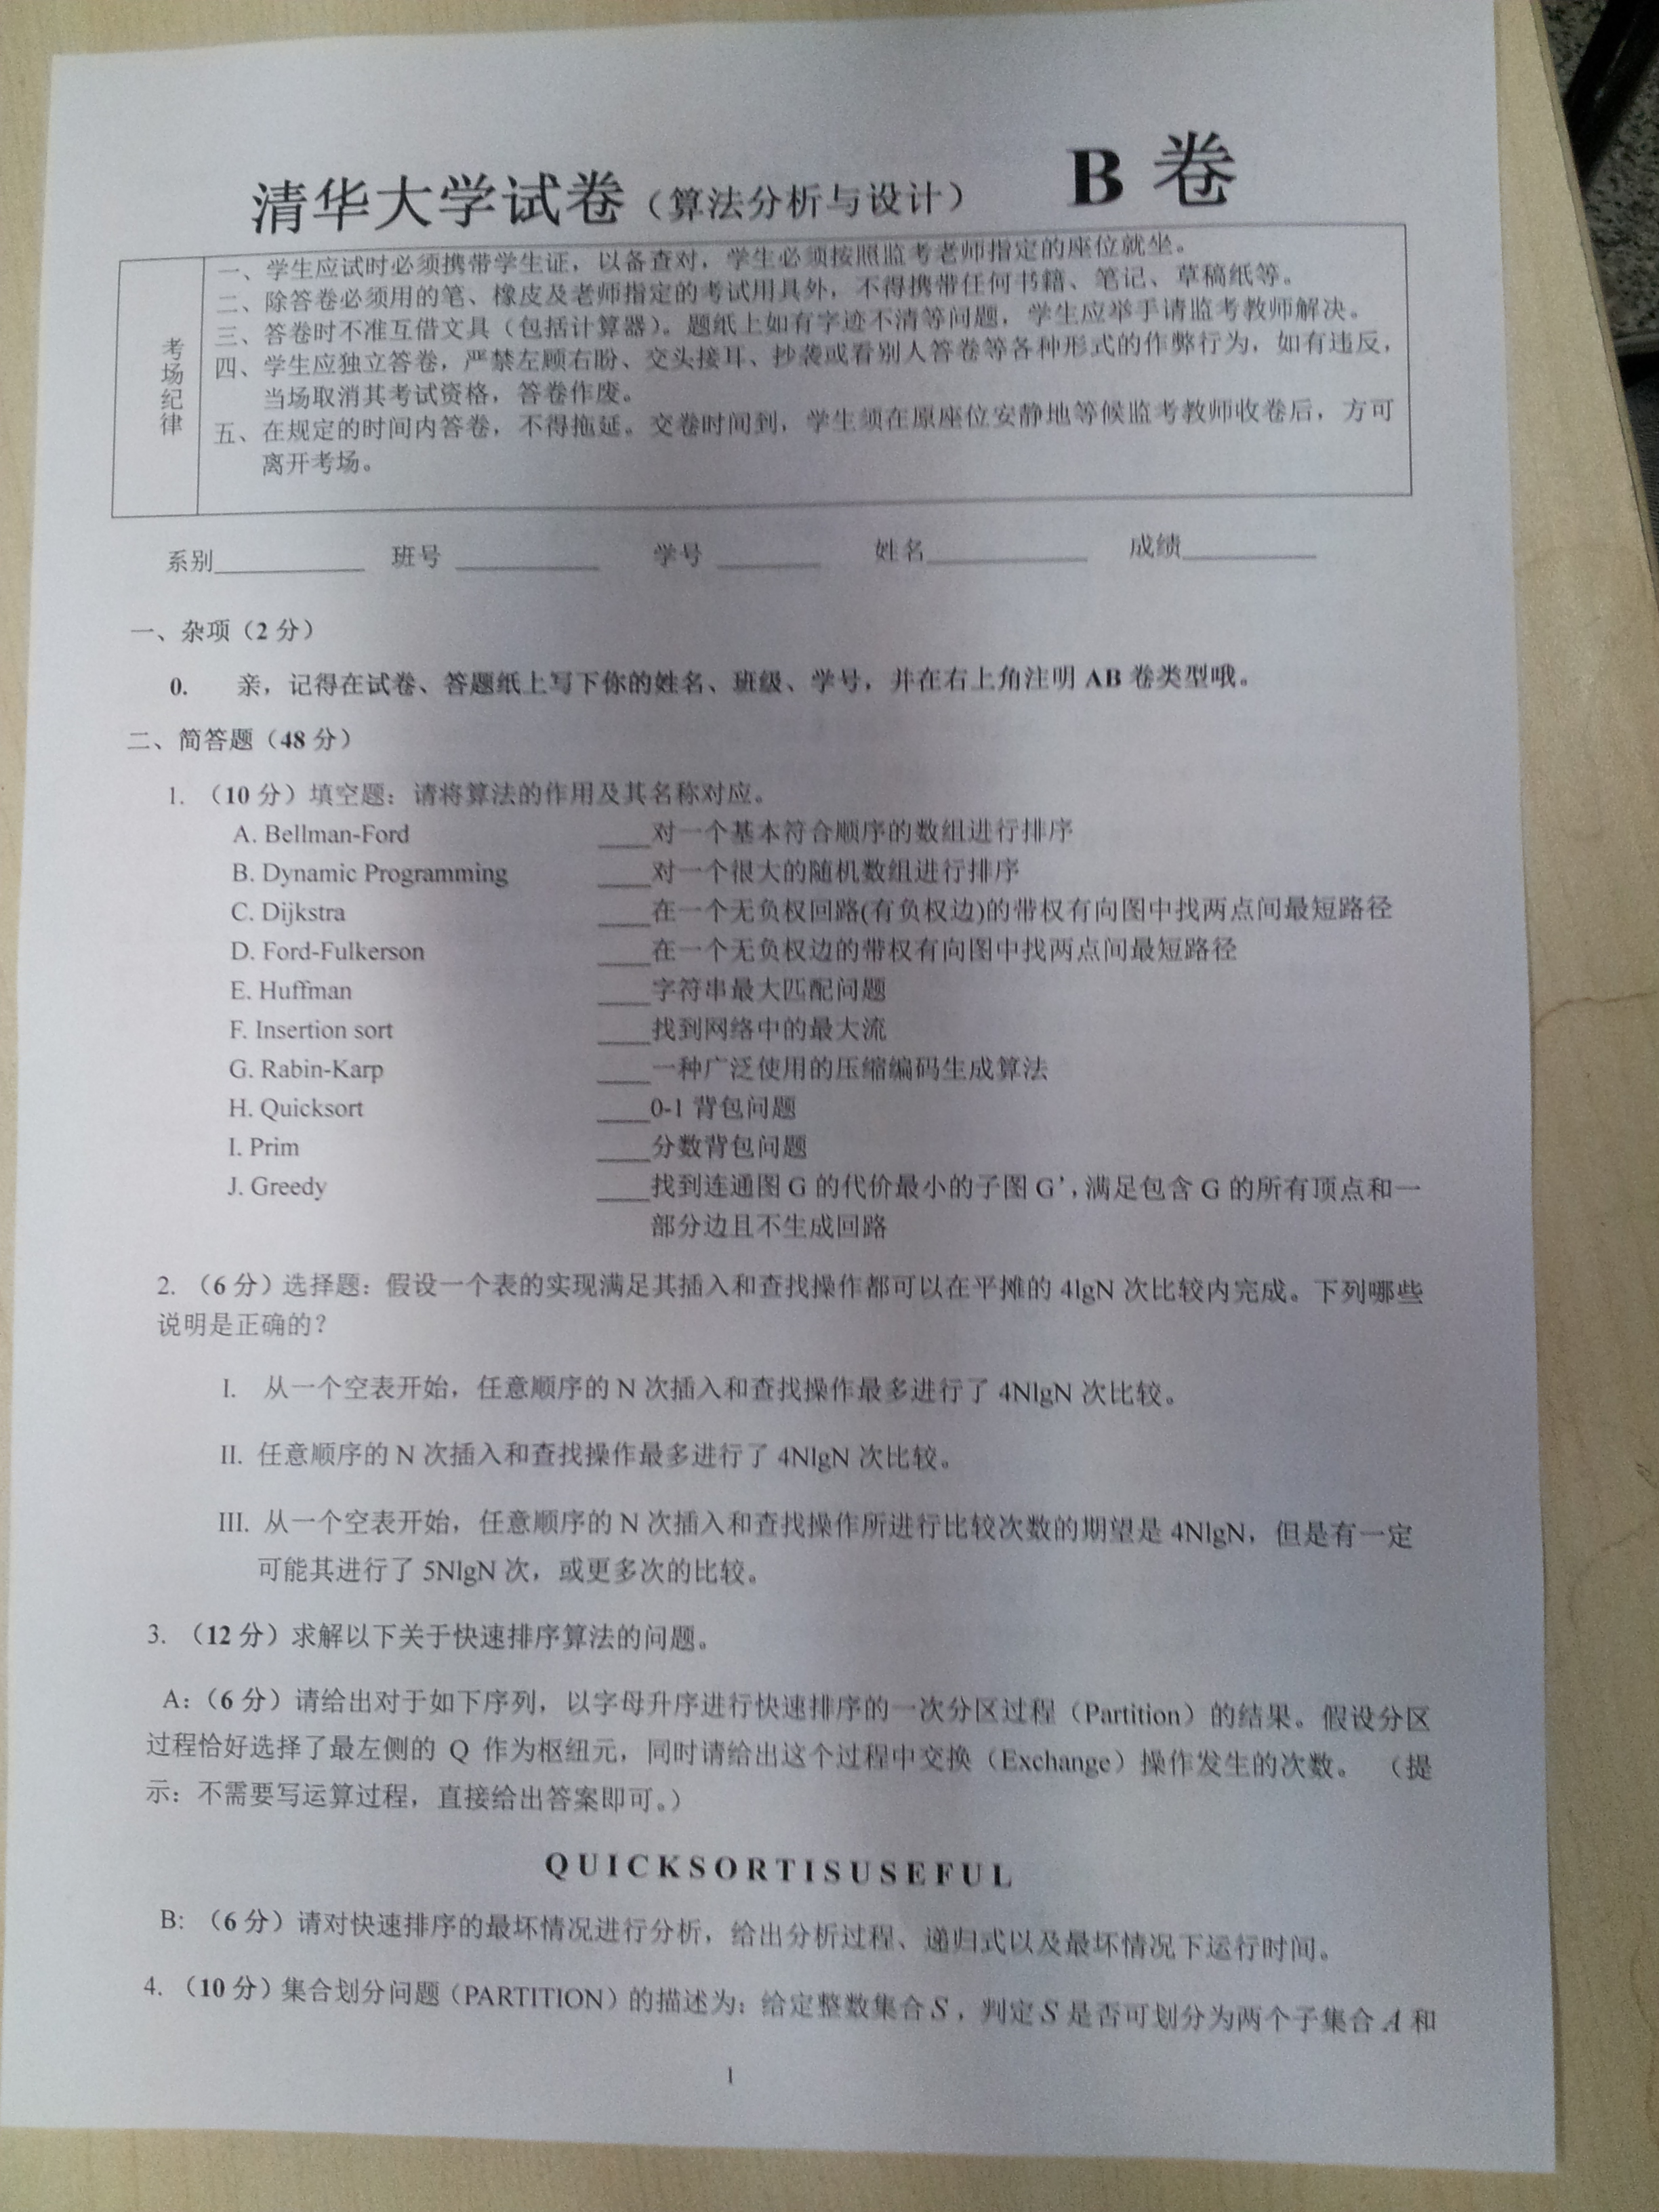 清华大学试卷（算法分析与设计） B 卷
考场纪律
一、学生应试时必须携带学生证，以备查对，学生必须按照监考老师指定的座位就坐。
二、除答卷必须用的笔、橡皮及老师指定的考试用具外，不得携带任何书籍、笔记、草稿纸等。
三、答卷时不准互借文具（包括计算器）。题纸上如有字迹不清等问题，学生应举手请监考教师解决。
四、学生应独立答卷，严禁左顾右盼、交头接耳、抄袭或看别人答卷等各种形式的作弊行为，如有违反，
当场取消其考试资格，答卷作废。
五、在规定的时间内答卷，不得拖延。交卷时间到，学生须在原座位安静地等候监考教师收卷后，方可
离开考场。
系别__________ 班号__________ 学号__________ 姓名__________ 成绩__________
一、杂项（2 分）
0. 亲，记得在试卷、答题纸上写下你的姓名、班级、学号，并在右上角注明 AB 卷类型哦。
二、简答题（48 分）
1. （10 分）填空题：请将算法的作用及其名称对应。
A. Bellman-Ford ____对一个基本符合顺序的数组进行排序
B. Dynamic Programming ____对一个很大的随机数组进行排序
C. Dijkstra ____在一个无负权回路(有负权边)的带权有向图中找两点间最短路径
D. Ford-Fulkerson ____在一个无负权边的带权有向图中找两点间最短路径
E. Huffman ____字符串最大匹配问题
F. Insertion sort ____找到网络中的最大流
G. Rabin-Karp ____一种广泛使用的压缩编码生成算法
H. Quicksort ____0-1 背包问题
I. Prim ____分数背包问题
J. Greedy ____找到连通图 G 的代价最小的子图 G’,满足包含 G 的所有顶点和一
部分边且不生成回路
2. （6 分）选择题：假设一个表的实现满足其插入和查找操作都可以在平摊的 4lgN 次比较内完成。下列哪些
说明是正确的？
I. 从一个空表开始，任意顺序的 N 次插入和查找操作最多进行了 4NlgN 次比较。
II. 任意顺序的 N 次插入和查找操作最多进行了 4NlgN 次比较。
III. 从一个空表开始，任意顺序的 N 次插入和查找操作所进行比较次数的期望是 4NlgN，但是有一定
可能其进行了 5NlgN 次，或更多次的比较。
3. （12 分）求解以下关于快速排序算法的问题。
A:（6 分）请给出对于如下序列，以字母升序进行快速排序的一次分区过程（Partition）的结果。假设分区
过程恰好选择了最左侧的 Q 作为枢纽元，同时请给出这个过程中交换（Exchange）操作发生的次数。 （提
示：不需要写运算过程，直接给出答案即可。）
Q U I C K S O R T I S U S E F U L
B: （6 分）请对快速排序的最坏情况进行分析，给出分析过程、递归式以及最坏情况下运行时间。
4. （10 分）集合划分问题（PARTITION）的描述为：给定整数集合 S，判定 S 是否可划分为两个子集合 A 和
1